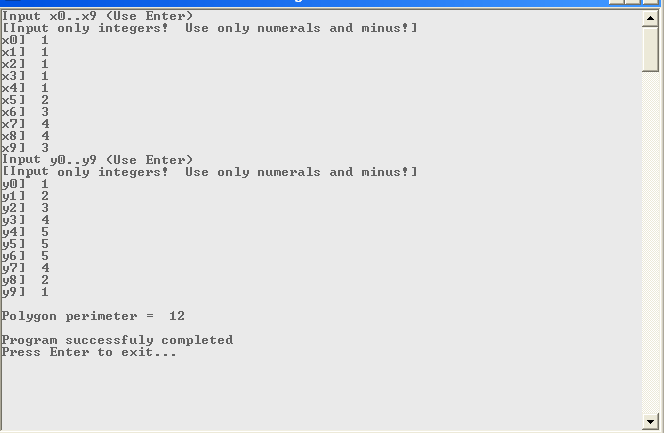 Input x0..x9 (Use Enter)
[Input only integers!  Use only numerals and minus!]
x0]  1
x1]  1
x2]  1
x3]  1
x4]  1
x5]  2
x6]  3
x7]  4
x8]  4
x9]  3
Input y0..y9 (Use Enter)
[Input only integers!  Use only numerals and minus!]
y0]  1
y1]  2
y2]  3
y3]  4
y4]  5
y5]  5
y6]  5
y7]  4
y8]  2
y9]  1
Polygon perimeter =  12
Program successfuly completed
Press Enter to exit...